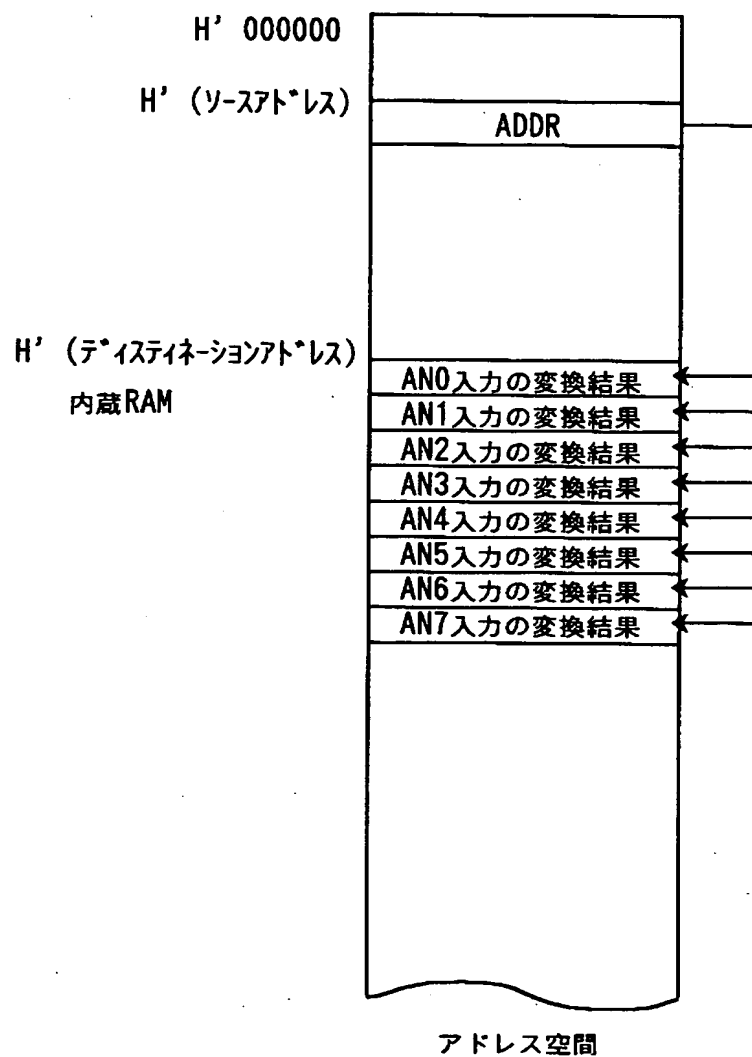 H' 000000
H' (ソースアドレス)
ADDR
H' (ディスティネーションアドレス)
内蔵RAM
AN0入力の変換結果
AN1入力の変換結果
AN2入力の変換結果
AN3入力の変換結果
AN4入力の変換結果
AN5入力の変換結果
AN6入力の変換結果
AN7入力の変換結果
アドレス空間